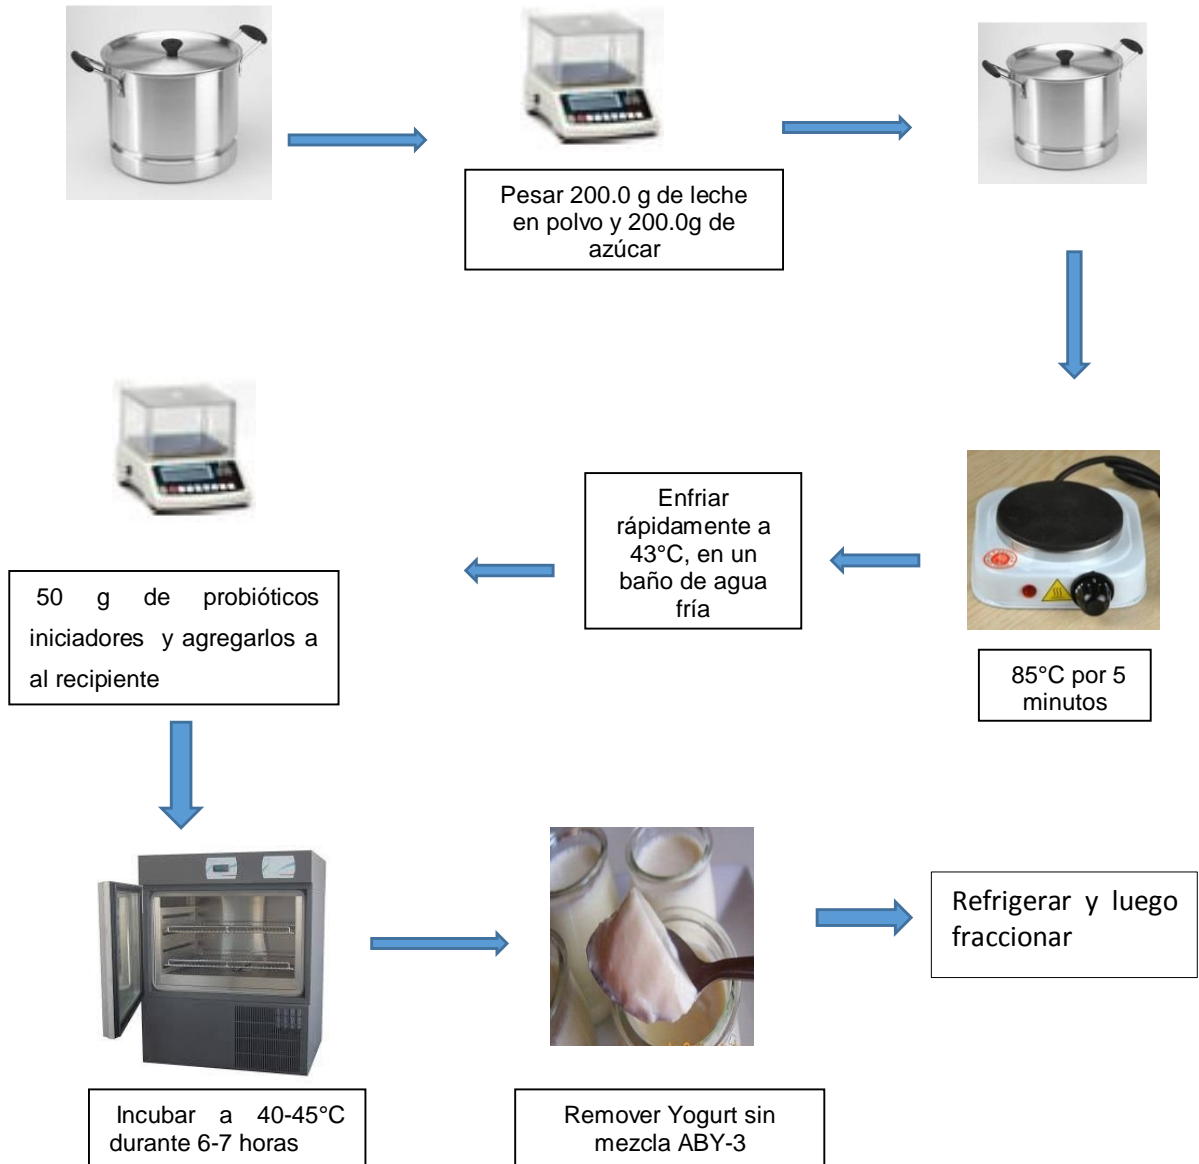 Pesar 200.0 g de leche
en polvo y 200.0g de
azúcar
85°C por 5
minutos
Enfriar
rápidamente a
43°C, en un
baño de agua
fría
50 g de probióticos
iniciadores y agregarlos a
al recipiente
Incubar a 40-45°C
durante 6-7 horas
Remover Yogurt sin
mezcla ABY-3
Refrigerar y luego
fraccionar